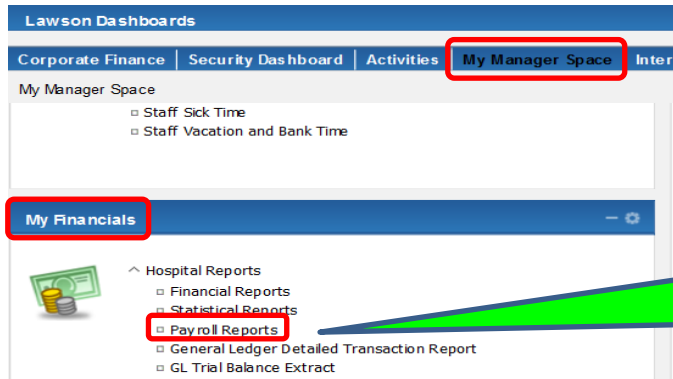 Lawson Dashboards
Corporate Finance Security Dashboard Activities My Manager Space
My Manager Space
Staff Sick Time
Staff Vacation and Bank Time
My Financials
Hospital Reports
Financial Reports
Statistical Reports
Payroll Reports
General Ledger Detailed Transaction Report
GL Trial Balance Extract